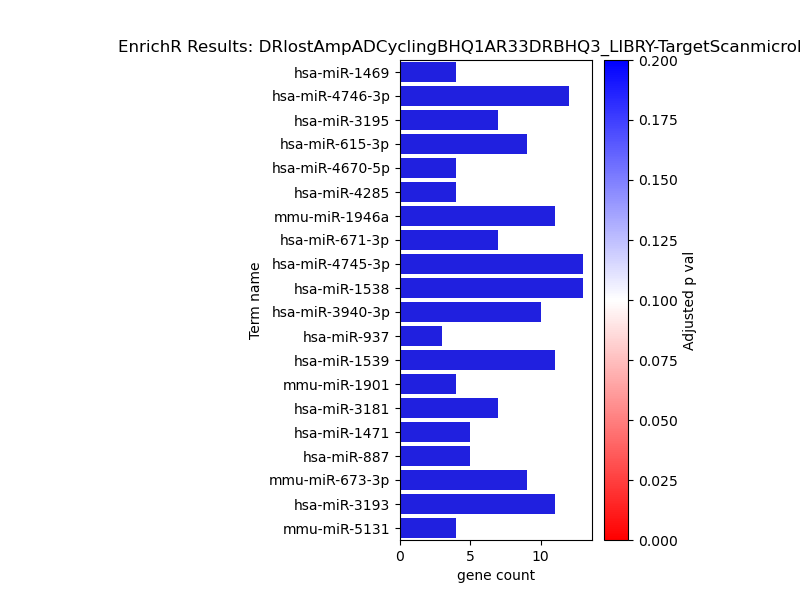 EnrichR Results: DRlostAmpADCyclingBHQ1AR33DRBHQ3_LIBRY-TargetScanmicroI
hsa-miR-1469
hsa-miR-4746-3p
hsa-miR-3195
hsa-miR-615-3p
hsa-miR-4670-5p
hsa-miR-4285
mmu-miR-1946a
hsa-miR-671-3p
hsa-miR-4745-3p
hsa-miR-1538
hsa-miR-3940-3p
hsa-miR-937
hsa-miR-1539
mmu-miR-1901
hsa-miR-3181
hsa-miR-1471
hsa-miR-887
mmu-miR-673-3p
hsa-miR-3193
mmu-miR-5131
Term name
0 5 10
gene count
0.200
0.175
0.150
0.125
0.100
0.075
0.050
0.025
0.000
Adjusted p val